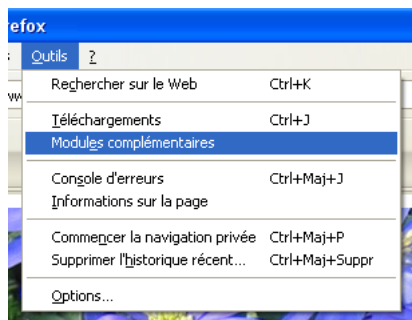 efox
Outils ?
Rechercher sur le Web Ctrl+K
Téléchargements Ctrl+J
Modules complémentaires
Console d'erreurs Ctrl+Maj+J
Informations sur la page
Commencer la navigation privée Ctrl+Maj+P
Supprimer l'historique récent... Ctrl+Maj+Suppr
Options...